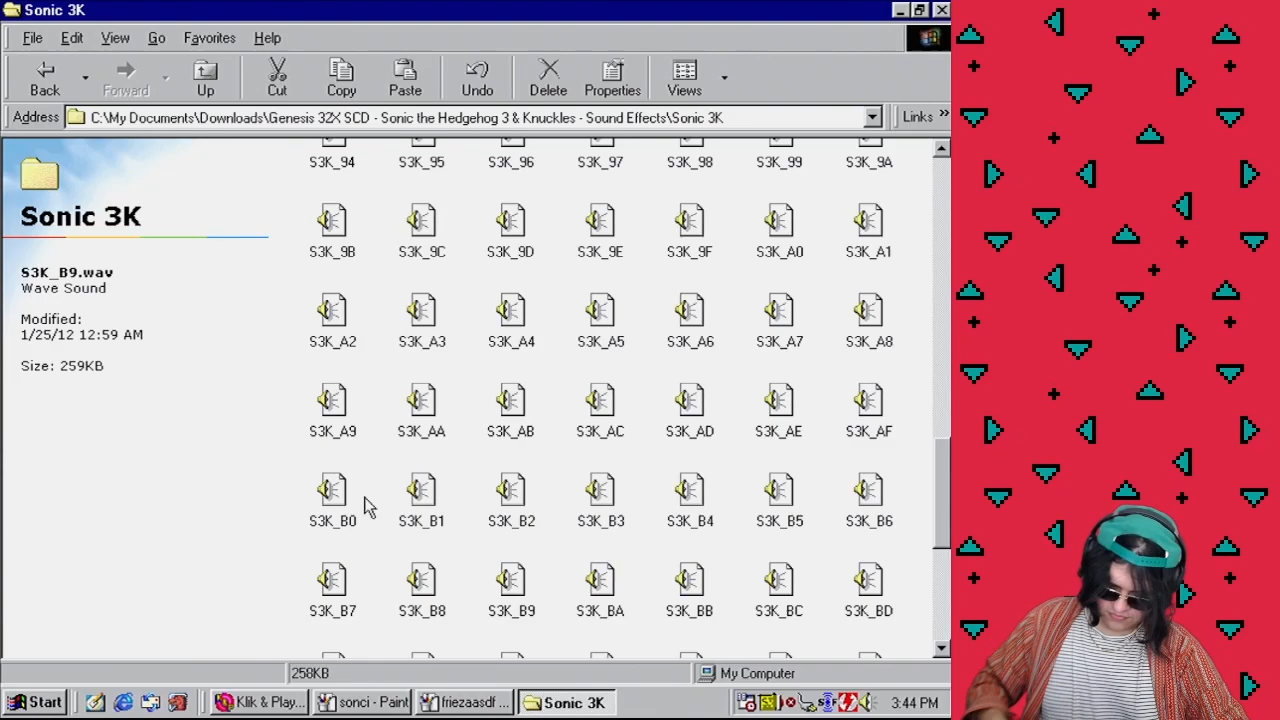 Sonic 3K
File Edit View Go Favorites Help
Back Forward Up Cut Copy Paste Undo Delete Properties Views
Address C:\My Documents\Downloads\Genesis 32X SCD - Sonic the Hedgehog 3 & Knuckles - Sound Effects\Sonic 3K Links »
Sonic 3K
S3K_B9.wav
Wave Sound
Modified:
1/25/12 12:59 AM
Size: 259KB
S3K_94 S3K_95 S3K_96 S3K_97 S3K_98 S3K_99 S3K_9A
S3K_9B S3K_9C S3K_9D S3K_9E S3K_9F S3K_A0 S3K_A1
S3K_A2 S3K_A3 S3K_A4 S3K_A5 S3K_A6 S3K_A7 S3K_A8
S3K_A9 S3K_AA S3K_AB S3K_AC S3K_AD S3K_AE S3K_AF
S3K_B0 S3K_B1 S3K_B2 S3K_B3 S3K_B4 S3K_B5 S3K_B6
S3K_B7 S3K_B8 S3K_B9 S3K_BA S3K_BB S3K_BC S3K_BD
258KB My Computer
Start Klik & Play... sonci - Paint friezaasdf ... Sonic 3K 3:44 PM